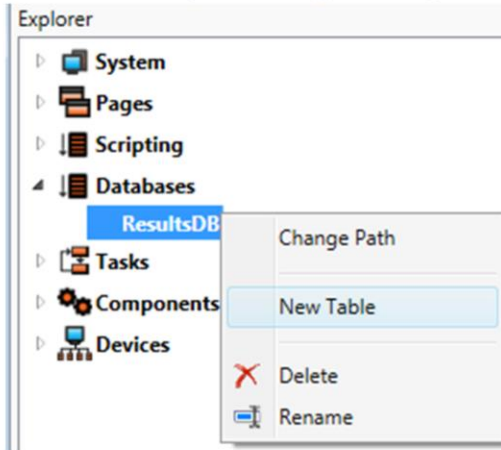 Explorer
System
Pages
Scripting
Databases
ResultsDB
Change Path
Tasks
New Table
Components
Devices
Delete
Rename